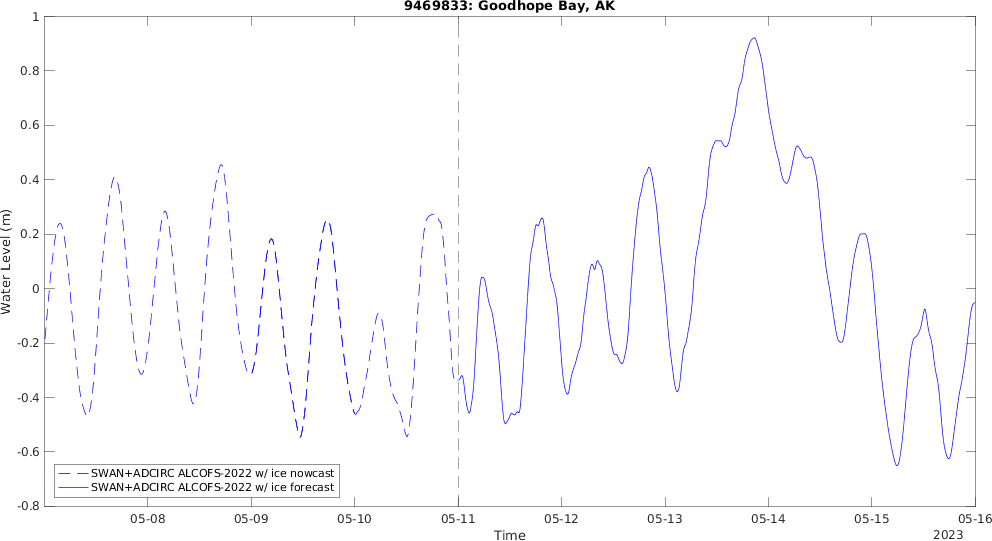 9469833: Goodhope Bay, AK
1
0.8
0.6
0.4
0.2
0
-0.2
-0.4
-0.6
-0.8
Water Level (m)
SWAN+ADCIRC ALCOFS-2022 w/ ice nowcast
SWAN+ADCIRC ALCOFS-2022 w/ ice forecast
05-08 05-09 05-10 05-11 05-12 05-13 05-14 05-15 05-16
Time
2023